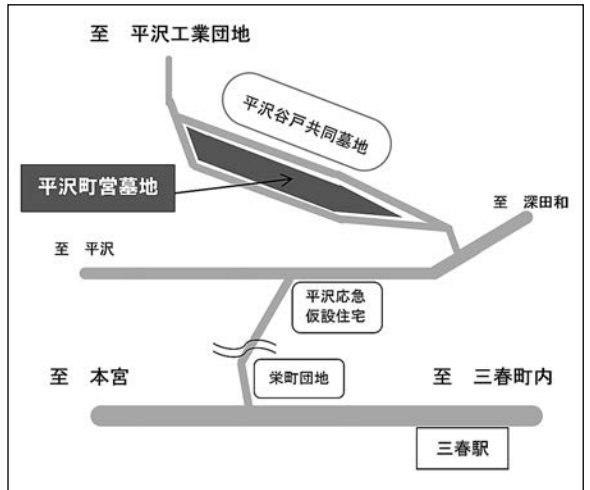 至 平沢工業団地
平沢谷戸共同墓地
平沢町営墓地
至 深田和
至 平沢
平沢応急
仮設住宅
栄町団地
至 本宮
至 三春町内
三春駅